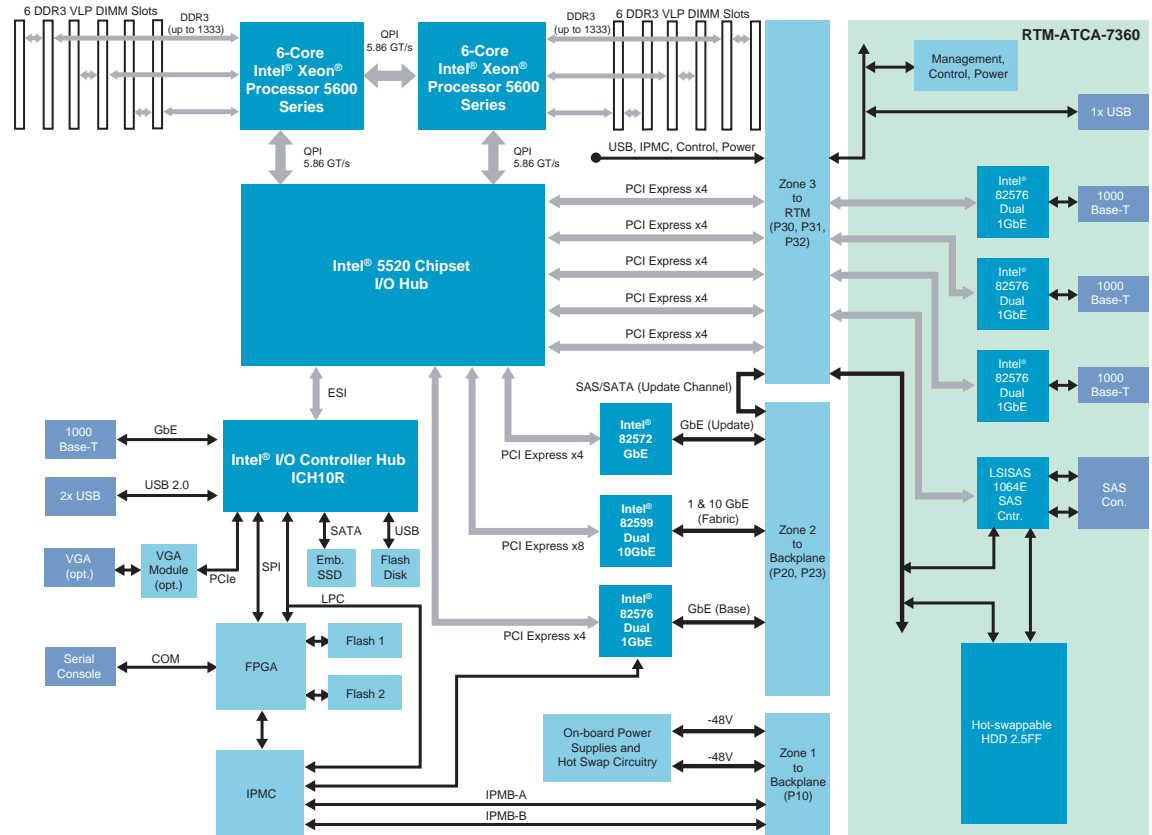 6 DDR3 VLP DIMM Slots
DDR3
(up to 1333)
6-Core
Intel® Xeon®
Processor 5600
Series
QPI
5.86 GT/s
6-Core
Intel® Xeon®
Processor 5600
Series
DDR3
(up to 1333)
6 DDR3 VLP DIMM Slots
RTM-ATCA-7360
Management,
Control, Power
1x USB
QPI
5.86 GT/s
QPI
5.86 GT/s
USB, IPMC, Control, Power
Intel® 5520 Chipset
I/O Hub
PCI Express x4
PCI Express x4
PCI Express x4
PCI Express x4
PCI Express x4
Zone 3
to
RTM
(P30, P31,
P32)
Intel®
82576
Dual
1GbE
1000
Base-T
Intel®
82576
Dual
1GbE
1000
Base-T
Intel®
82576
Dual
1GbE
1000
Base-T
ESI
SAS/SATA (Update Channel)
1000
Base-T
GbE
Intel® I/O Controller Hub
ICH10R
2x USB
USB 2.0
PCI Express x4
Intel®
82572
GbE
GbE (Update)
LSISAS
1064E
SAS
Cntr.
SAS
Con.
VGA
(opt.)
VGA
Module
(opt.)
PCIe
SPI
SATA
USB
Emb.
SSD
Flash
Disk
LPC
PCI Express x8
Intel®
82599
Dual
10GbE
1 & 10 GbE
(Fabric)
Zone 2
to
Backplane
(P20, P23)
PCI Express x4
Intel®
82576
Dual
1GbE
GbE (Base)
Serial
Console
COM
FPGA
Flash 1
Flash 2
Hot-swappable
HDD 2.5FF
On-board Power
Supplies and
Hot Swap Circuitry
-48V
-48V
Zone 1
to
Backplane
(P10)
IPMC
IPMB-A
IPMB-B